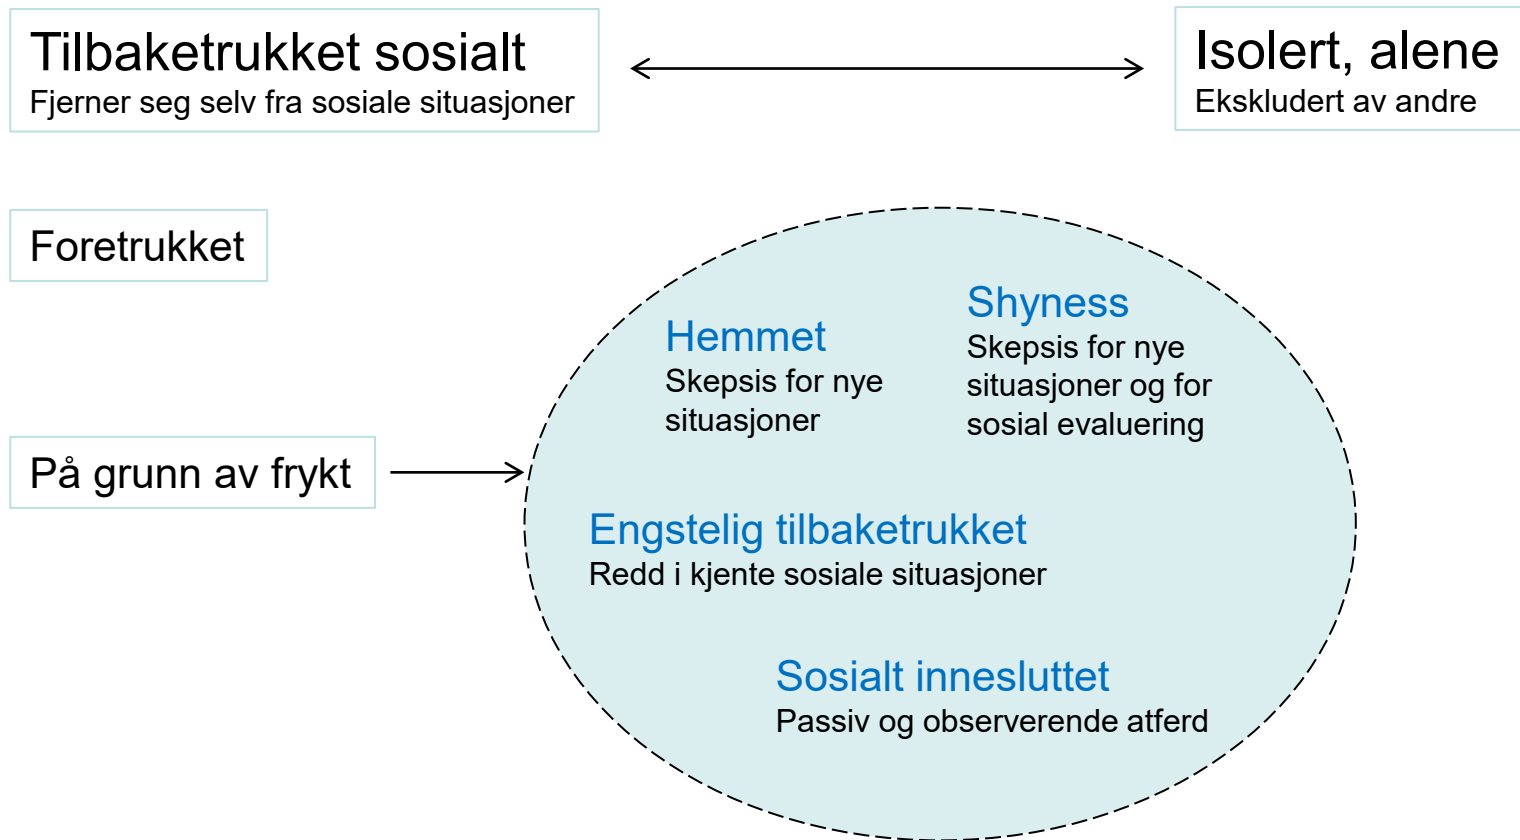 Tilbaketrukket sosialt
Fjerner seg selv fra sosiale situasjoner
Isolert, alene
Ekskludert av andre
Foretrukket
Hemmet
Skepsis for nye
situasjoner
Shyness
Skepsis for nye
situasjoner og for
sosial evaluering
På grunn av frykt
Engstelig tilbaketrukket
Redd i kjente sosiale situasjoner
Sosialt innesluttet
Passiv og observerende atferd